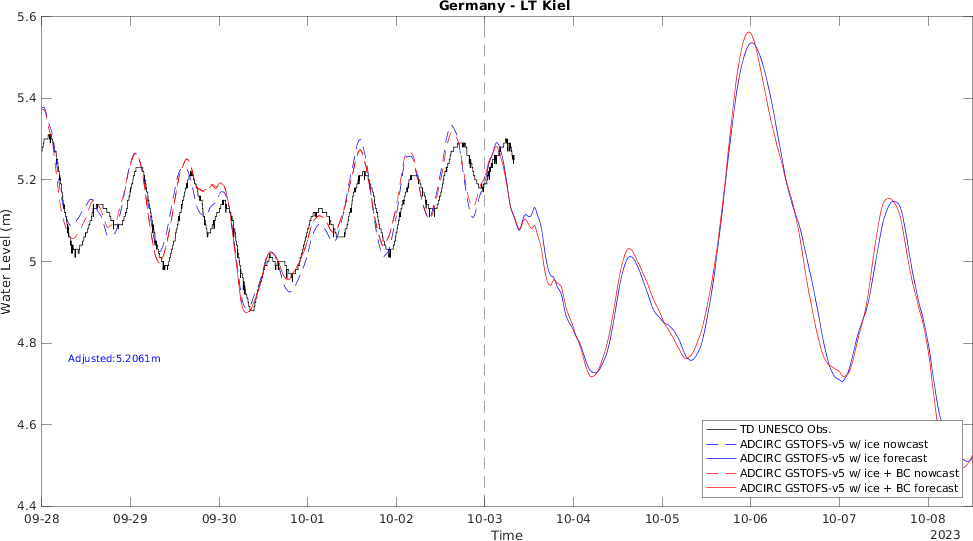 Germany - LT Kiel
5.6
5.4
5.2
5
4.8
4.6
4.4
Water Level (m)
Adjusted:5.2061m
TD UNESCO Obs.
ADCIRC GSTOFS-v5 w/ ice nowcast
ADCIRC GSTOFS-v5 w/ ice forecast
ADCIRC GSTOFS-v5 w/ ice + BC nowcast
ADCIRC GSTOFS-v5 w/ ice + BC forecast
09-28 09-29 09-30 10-01 10-02 10-03 10-04 10-05 10-06 10-07 10-08
Time
2023